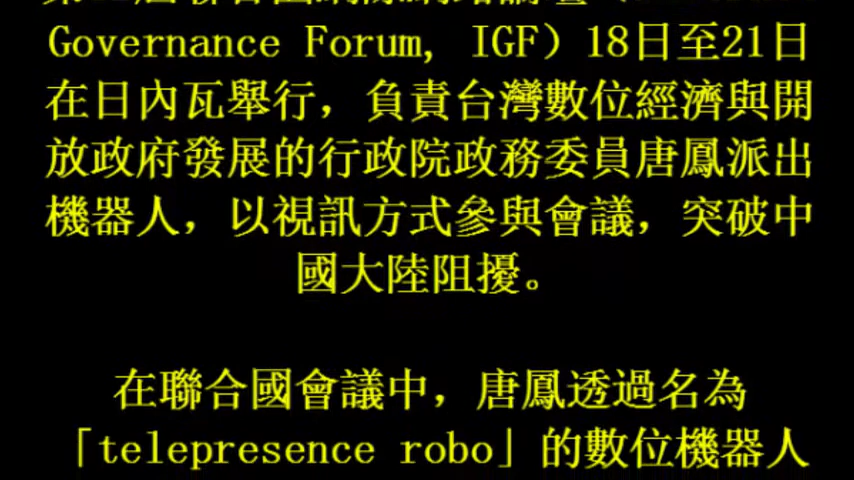 Governance Forum, IGF）18日至21日
在日內瓦舉行，負責台灣數位經濟與開
放政府發展的行政院政務委員唐鳳派出
機器人，以視訊方式參與會議，突破中
國大陸阻擾。
在聯合國會議中，唐鳳透過名為
「telepresence robo」的數位機器人